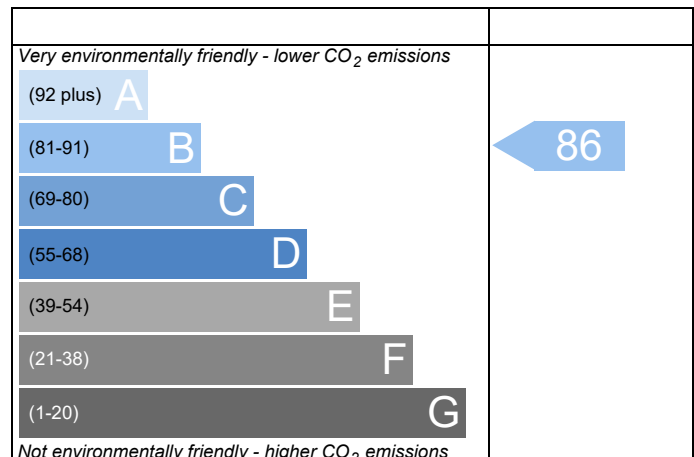 Very environmentally friendly - lower CO2 emissions
(92 plus) A
(81-91) B
86
(69-80) C
(55-68) D
(39-54) E
(21-38) F
(1-20) G
Not environmentally friendly - higher CO2 emissions